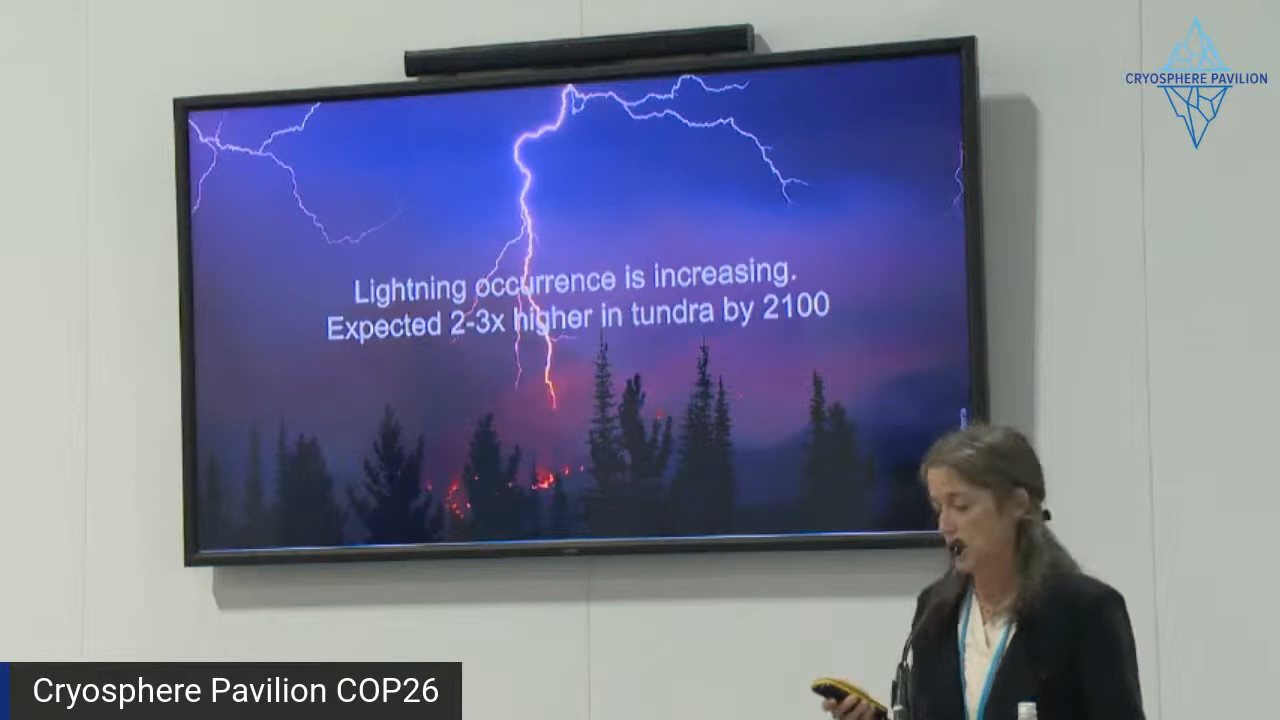 CRYOSPHERE PAVILION
Lightning occurrence is increasing.
Expected 2-3x higher in tundra by 2100
Cryosphere Pavilion COP26